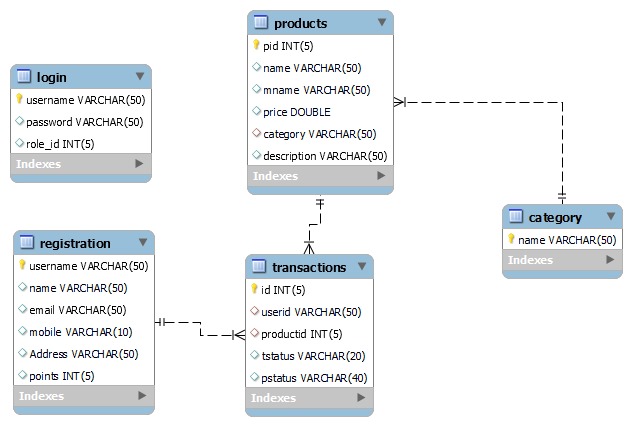 products
pid INT(5)
name VARCHAR(50)
mname VARCHAR(50)
price DOUBLE
category VARCHAR(50)
description VARCHAR(50)
Indexes
login
username VARCHAR(50)
password VARCHAR(50)
role_id INT(5)
Indexes
category
name VARCHAR(50)
Indexes
registration
username VARCHAR(50)
name VARCHAR(50)
email VARCHAR(50)
mobile VARCHAR(10)
Address VARCHAR(50)
points INT(5)
Indexes
transactions
id INT(5)
userid VARCHAR(50)
productid INT(5)
tstatus VARCHAR(20)
pstatus VARCHAR(40)
Indexes